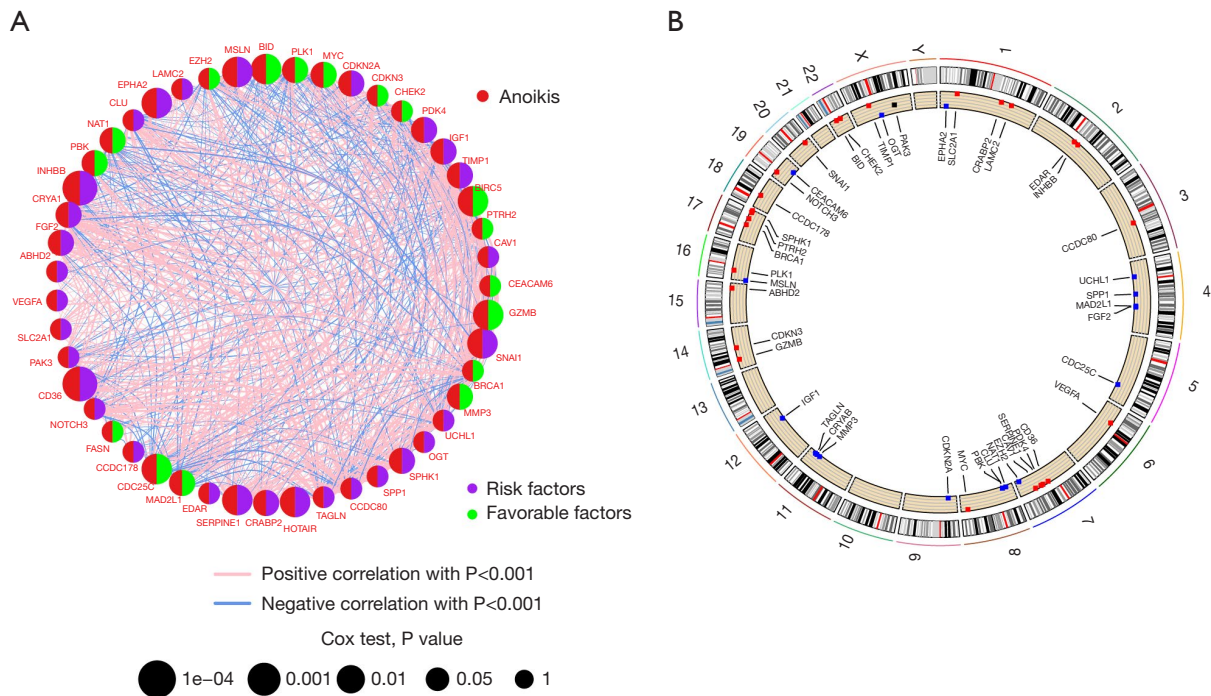 A
BID
PLK1
MYC
CDKN2A
CDKN3
CHEK2
PDK4
IGF1
TIMP1
BIRC5
PTRH2
CAV1
CEACAM6
GZMB
SNAI1
BRCA1
MMP3
UCHL1
OGT
SPHK1
SPP1
CCDC80
TAGLN
HOTAIR
CRABP2
SERPINE1
EDAR
MAD2L1
CDC25C
CCDC178
FASN
NOTCH3
CD36
PAK3
SLC2A1
VEGFA
ABHD2
FGF2
CRYA1
INHBB
PBK
NAT1
CLU
EPHA2
LAMC2
EZH2
MSLN
Anoikis
Risk factors
Favorable factors
Positive correlation with P<0.001
Negative correlation with P<0.001
Cox test, P value
1e−04
0.001
0.01
0.05
1
B
1
2
3
4
5
6
7
8
9
10
11
12
13
14
15
16
17
18
19
20
21
22
X
Y
EPHA2
SLC2A1
CRABP2
LAMC2
EDAR
INHBB
CCDC80
UCHL1
SPP1
MAD2L1
FGF2
CDC25C
VEGFA
CD36
PDK4
CAV1
SERPINE1
EZH2
NAT1
CLU
PBK
MYC
CDKN2A
MMP3
CRYAB
TAGLN
IGF1
GZMB
CDKN3
ABHD2
MSLN
PLK1
BRCA1
PTRH2
SPHK1
CCDC178
NOTCH3
CEACAM6
SNAI1
BID
CHEK2
TIMP1
OGT
PAK3